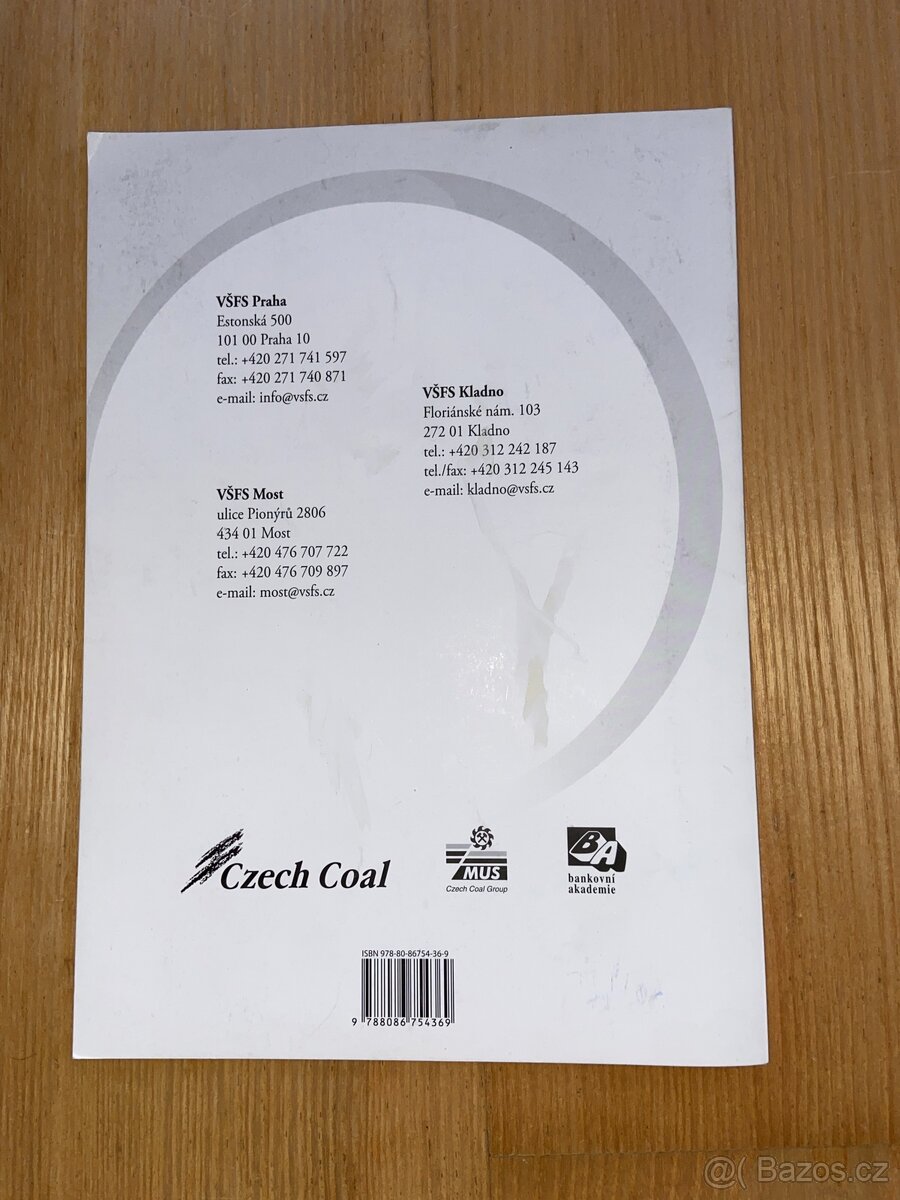 VŠFS Praha
Estonská 500
101 00 Praha 10
tel.: +420 271 741 597
fax: +420 271 740 871
e-mail: info@vsfs.cz
VŠFS Kladno
Floriánské nám. 103
272 01 Kladno
tel.: +420 312 242 187
tel./fax: +420 312 245 143
e-mail: kladno@vsfs.cz
VŠFS Most
ulice Pionýrů 2806
434 01 Most
tel.: +420 476 707 722
fax: +420 476 709 897
e-mail: most@vsfs.cz
Czech Coal
MUS
Czech Coal Group
BA
bankovní
akademie
ISBN 978-80-86754-36-9
9 788086 754369
@( Bazos.cz